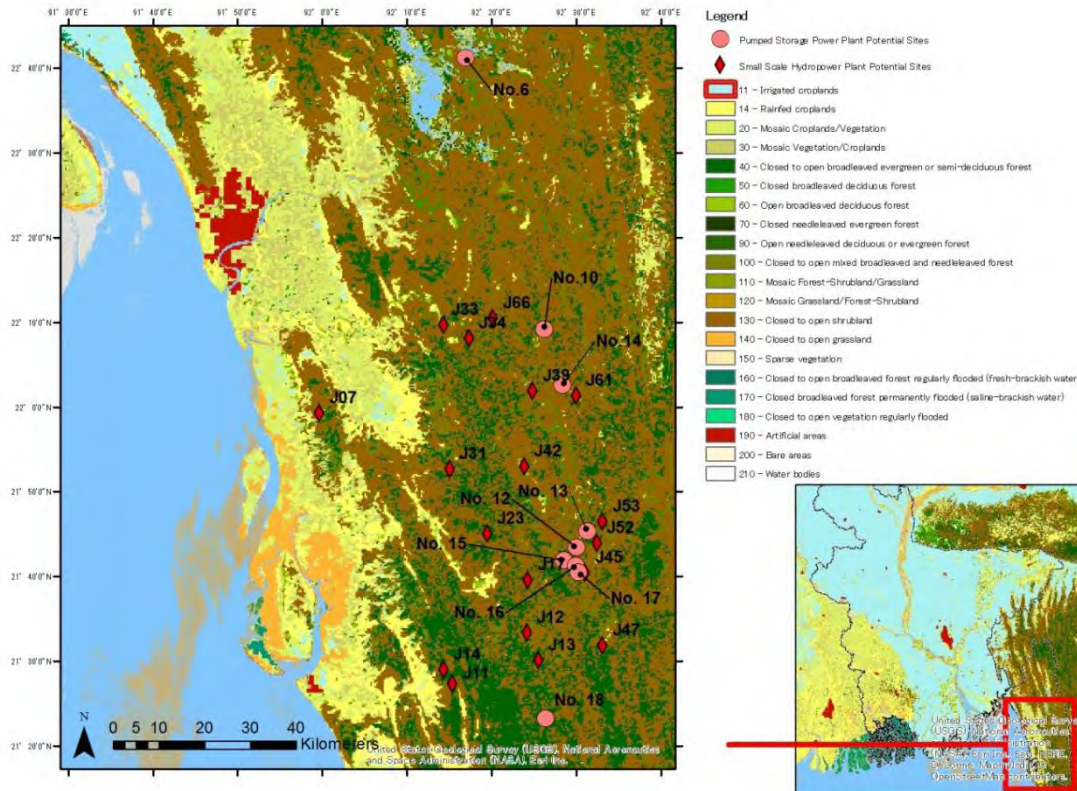 91° 30'0"E 91° 40'0"E 91° 50'0"E 92° 0'0"E 92° 10'0"E 92° 20'0"E 92° 30'0"E 92° 40'0"E
22° 40'0"N
22° 30'0"N
22° 20'0"N
22° 10'0"N
22° 0'0"N
21° 50'0"N
21° 40'0"N
21° 30'0"N
21° 20'0"N
No.6
No.10
J66
J33
J34
No.14
J39
J61
J07
J31
J42
No. 12
No. 13
J53
J23
J52
No. 15
J45
J17
No. 16
No. 17
J12
J47
J13
J14
J11
No. 18
N
0 5 10 20 30 40
Kilometers
United States Geological Survey (USGS), National Aeronautics
and Space Administration (NASA), Esri Inc.
Legend
Pumped Storage Power Plant Potential Sites
Small Scale Hydropower Plant Potential Sites
11 - Irrigated croplands
14 - Rainfed croplands
20 - Mosaic Croplands/Vegetation
30 - Mosaic Vegetation/Croplands
40 - Closed to open broadleaved evergreen or semi-deciduous forest
50 - Closed broadleaved deciduous forest
60 - Open broadleaved deciduous forest
70 - Closed needleleaved evergreen forest
90 - Open needleleaved deciduous or evergreen forest
100 - Closed to open mixed broadleaved and needleleaved forest
110 - Mosaic Forest-Shrubland/Grassland
120 - Mosaic Grassland/Forest-Shrubland
130 - Closed to open shrubland
140 - Closed to open grassland
150 - Sparse vegetation
160 - Closed to open broadleaved forest regularly flooded (fresh-brackish water
170 - Closed broadleaved forest permanently flooded (saline-brackish water)
180 - Closed to open vegetation regularly flooded
190 - Artificial areas
200 - Bare areas
210 - Water bodies
United States Geological Surve
(USGS), National Aeronautics
OpenStreetMap contributors,